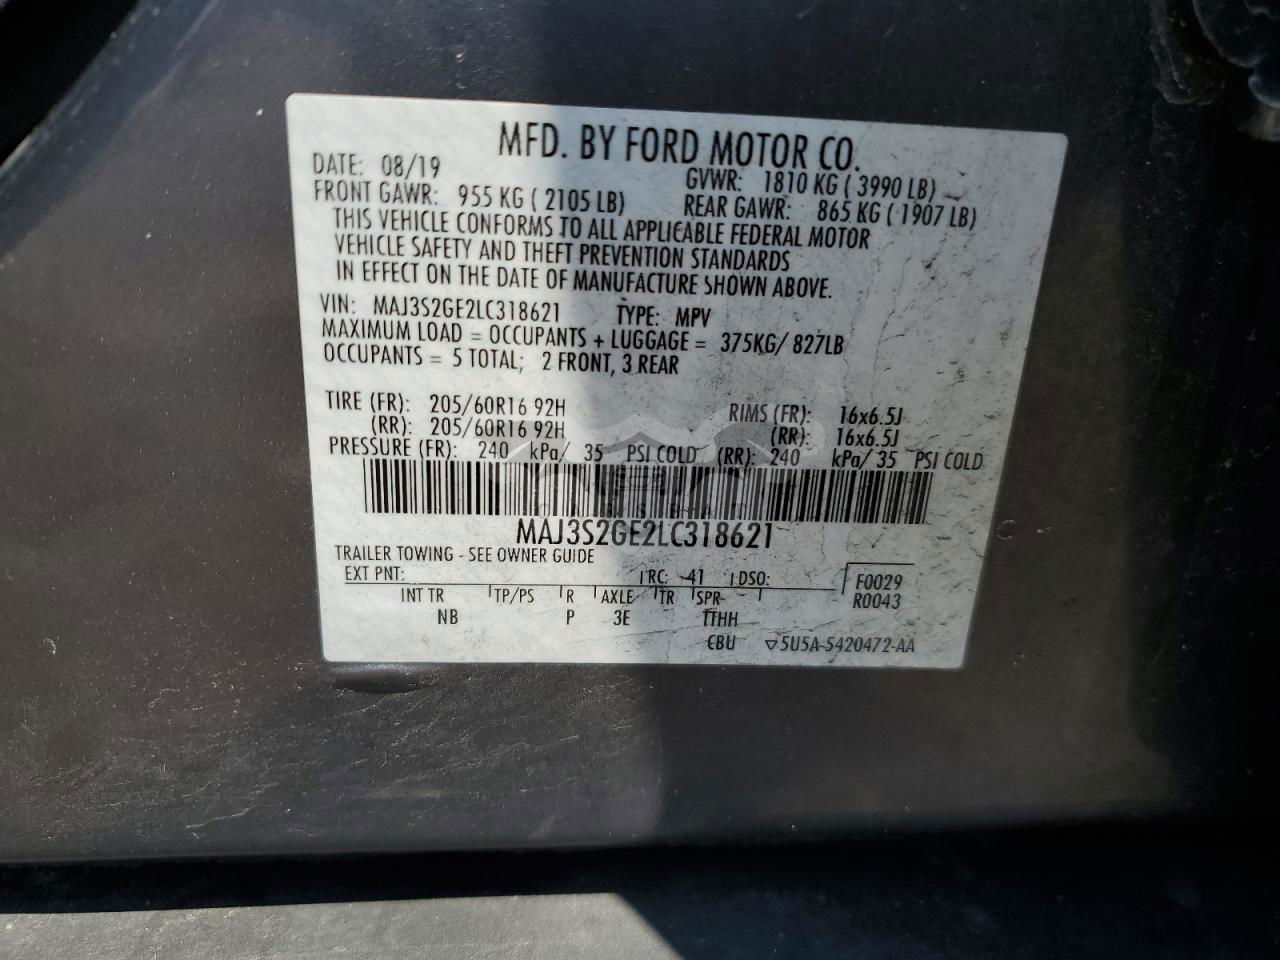 MFD. BY FORD MOTOR CO.
DATE: 08/19 GVWR: 1810 KG ( 3990 LB)
FRONT GAWR: 955 KG ( 2105 LB) REAR GAWR: 865 KG ( 1907 LB)
THIS VEHICLE CONFORMS TO ALL APPLICABLE FEDERAL MOTOR
VEHICLE SAFETY AND THEFT PREVENTION STANDARDS
IN EFFECT ON THE DATE OF MANUFACTURE SHOWN ABOVE.
VIN: MAJ3S2GE2LC318621 TYPE: MPV
MAXIMUM LOAD = OCCUPANTS + LUGGAGE = 375KG/ 827LB
OCCUPANTS = 5 TOTAL; 2 FRONT, 3 REAR
TIRE (FR): 205/60R16 92H RIMS (FR): 16x6.5J
(RR): 205/60R16 92H (RR): 16x6.5J
PRESSURE (FR): 240 kPa/ 35 PSI COLD (RR): 240 kPa/ 35 PSI COLD
MAJ3S2GE2LC318621
TRAILER TOWING - SEE OWNER GUIDE
EXT PNT: RC: 41 DSO: F0029
INT TR TP/PS R AXLE TR SPR R0043
NB P 3E TTHH
CBU 5U5A-5420472-AA